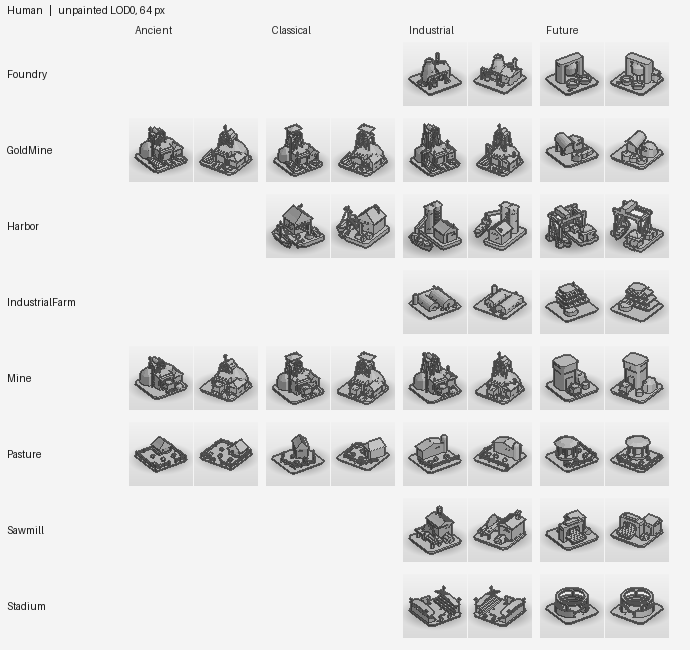 Human | unpainted LOD0, 64 px
Ancient Classical Industrial Future
Foundry
GoldMine
Harbor
IndustrialFarm
Mine
Pasture
Sawmill
Stadium